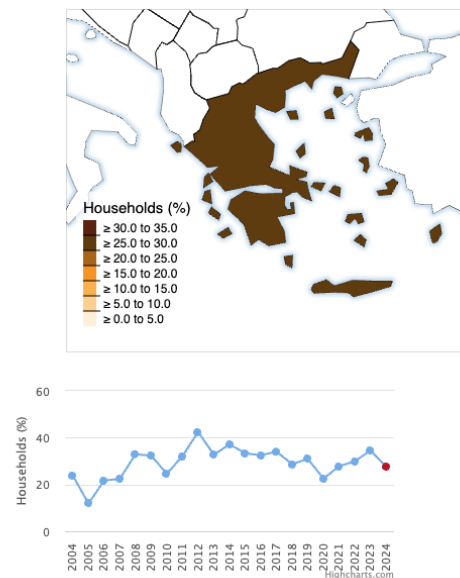 Households (%)
≥ 30.0 to 35.0
≥ 25.0 to 30.0
≥ 20.0 to 25.0
≥ 15.0 to 20.0
≥ 10.0 to 15.0
≥ 5.0 to 10.0
≥ 0.0 to 5.0
60
40
20
0
Households (%)
2004
2005
2006
2007
2008
2009
2010
2011
2012
2013
2014
2015
2016
2017
2018
2019
2020
2021
2022
2023
2024
Highcharts.com